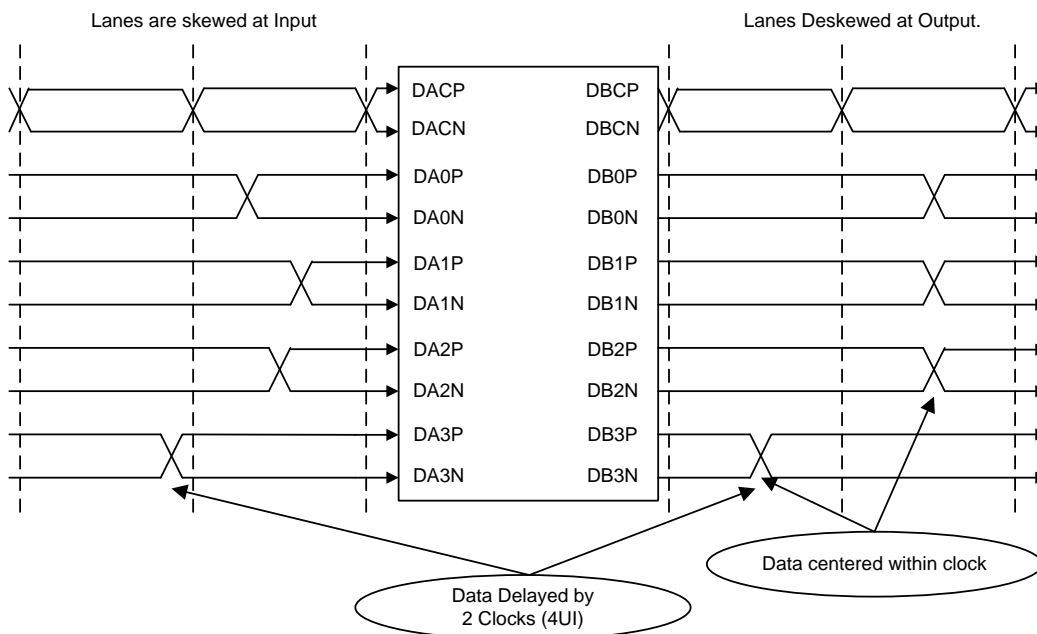 Lanes are skewed at Input
Lanes Deskewed at Output.
DACP
DBCP
DACN
DBCN
DA0P
DB0P
DA0N
DB0N
DA1P
DB1P
DA1N
DB1N
DA2P
DB2P
DA2N
DB2N
DA3P
DB3P
DA3N
DB3N
Data centered within clock
Data Delayed by
2 Clocks (4UI)